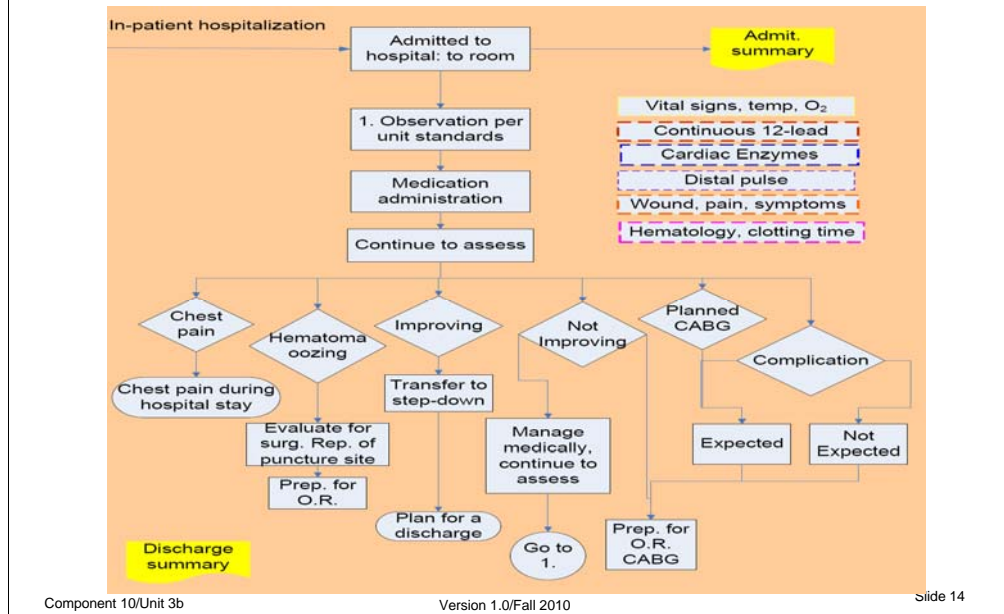 In-patient hospitalization
Admitted to
hospital: to room
Admit.
summary
1. Observation per
unit standards
Vital signs, temp, O₂
Continuous 12-lead
Cardiac Enzymes
Distal pulse
Wound, pain, symptoms
Hematology, clotting time
Medication
administration
Continue to assess
Chest
pain
Hematoma
oozing
Improving
Not
Improving
Planned
CABG
Complication
Chest pain during
hospital stay
Transfer to
step-down
Evaluate for
surg. Rep. of
puncture site
Manage
medically,
continue to
assess
Expected
Not
Expected
Prep. for
O.R.
Plan for a
discharge
Go to
1.
Prep. for
O.R.
CABG
Discharge
summary
Component 10/Unit 3b
Version 1.0/Fall 2010
Slide 14